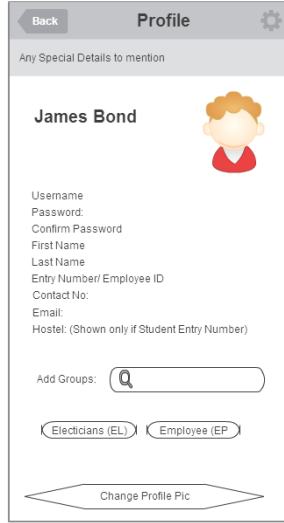 Back Profile
Any Special Details to mention
James Bond
Username
Password:
Confirm Password
First Name
Last Name
Entry Number/ Employee ID
Contact No:
Email:
Hostel: (Shown only if Student Entry Number)
Add Groups:
Electicians (EL) Employee (EP
Change Profile Pic